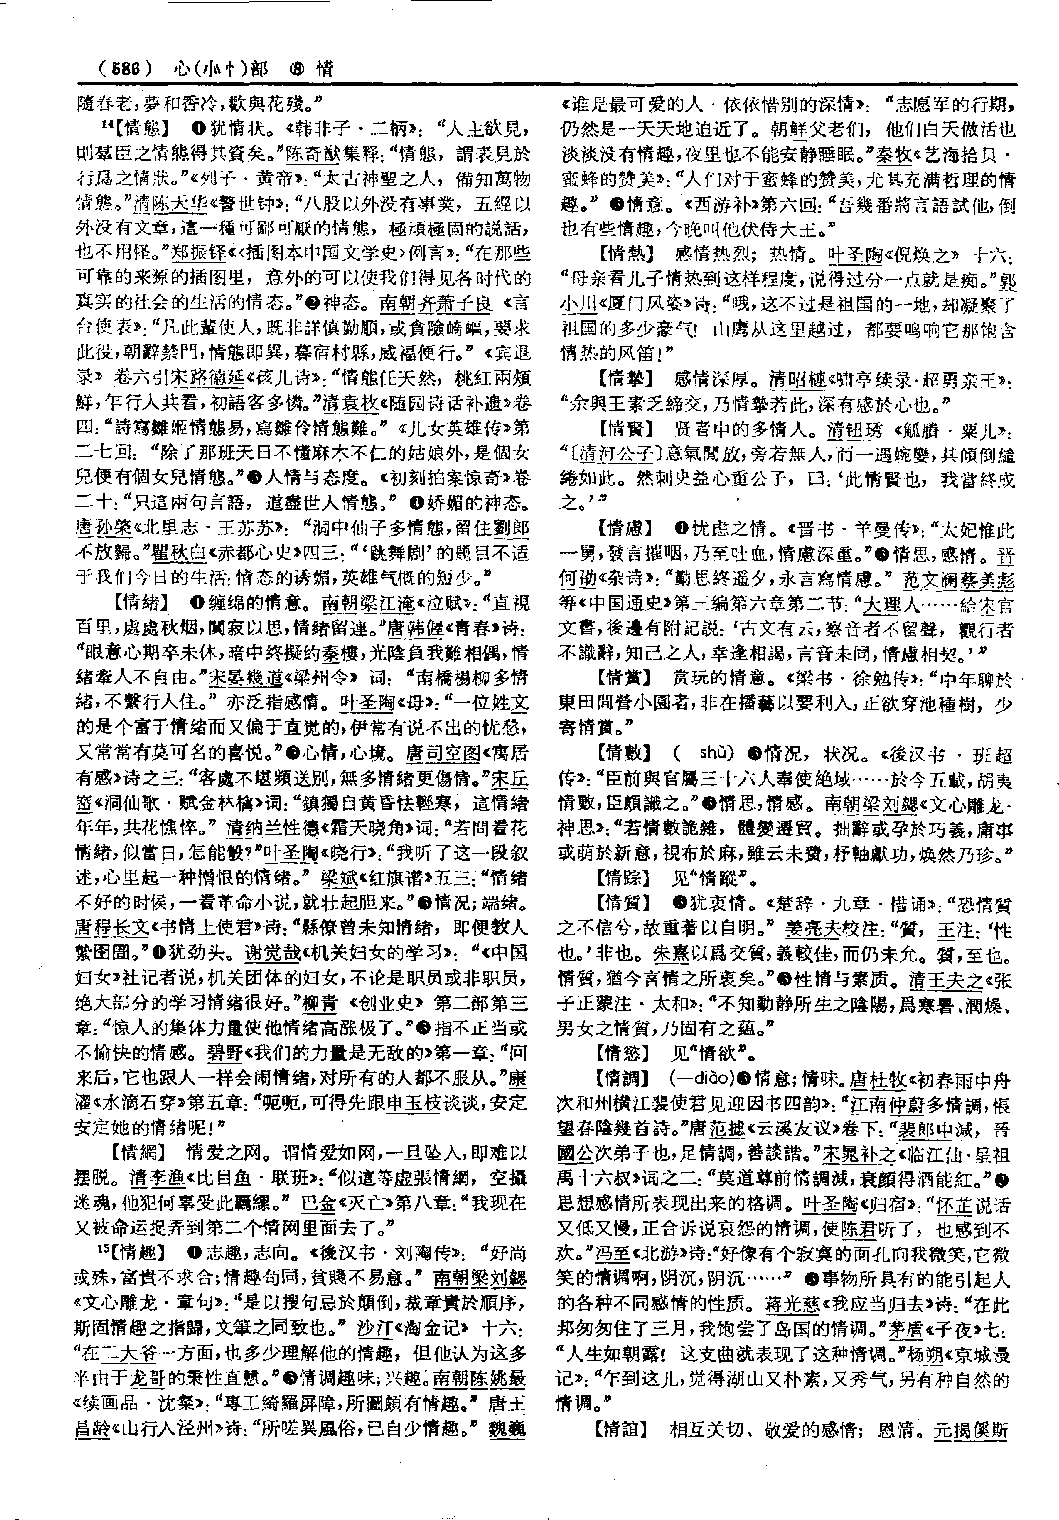 (586) 心(小忄)部 ⑧ 情
隨春老，夢和香冷，歡與花殘。”
¹⁴【情態】 ❶犹情状。《韩非子·二柄》：“人主欲見，
則羣臣之情態得其資矣。”陈奇猷集释：“情態，謂表見於
行爲之情狀。”《列子·黄帝》：“太古神聖之人，備知萬物
情態。”清陈天华《警世钟》：“八股以外没有事業，五經以
外没有文章，這一種可鄙可厭的情態，極頑極固的説話，
也不用怪。”郑振铎《〈插图本中国文学史〉例言》：“在那些
可靠的来源的插图里，意外的可以使我们得见各时代的
真实的社会的生活的情态。”❷神态。南朝齐萧子良《言
台使表》：“凡此輩使人，既非詳慎勤順，或貪險崎嶇，要求
此役，朝辭禁門，情態即異，暮宿村縣，威福便行。”《宾退
录》卷六引宋路德延《孩儿诗》：“情態任天然，桃紅兩頰
鮮，乍行人共看，初語客多憐。”清袁枚《随园诗话补遗》卷
四：“詩寫雛姬情態易，寫雛伶情態難。”《儿女英雄传》第
二七回：“除了那班天日不懂麻木不仁的姑娘外，是個女
兒便有個女兒情態。”❸人情与态度。《初刻拍案惊奇》卷
二十：“只這兩句言語，道盡世人情態。”❹娇媚的神态。
唐孙棨《北里志·王苏苏》：“洞中仙子多情態，留住劉郎
不放歸。”瞿秋白《赤都心史》四三：“‘跳舞剧’的题目不适
于我们今日的生活：情态的诱媚，英雄气慨的短少。”
【情緒】 ❶缠绵的情意。南朝梁江淹《泣赋》：“直視
百里，處處秋烟，闃寂以思，情緒留連。”唐韩偓《青春》诗：
“眼意心期卒未休，暗中終擬約秦樓，光陰負我難相偶，情
緒牽人不自由。”宋晏幾道《梁州令》词：“南橋楊柳多情
緒，不繫行人住。”亦泛指感情。叶圣陶《母》：“一位姓文
的是个富于情绪而又偏于直觉的，伊常有说不出的忧愁，
又常常有莫可名的喜悦。”❷心情，心境。唐司空图《寓居
有感》诗之三：“客處不堪頻送别，無多情緒更傷情。”宋丘
崈《洞仙歌·赋金林檎》词：“鎮獨自黄昏怯輕寒，這情緒
年年，共花憔悴。”清纳兰性德《霜天晓角》词：“若問看花
情緒，似當日，怎能彀？”叶圣陶《晓行》：“我听了这一段叙
述，心里起一种憎恨的情绪。”梁斌《红旗谱》五三：“情绪
不好的时候，一看革命小说，就壮起胆来。”❸情况；端绪。
唐程长文《书情上使君》诗：“縣僚曾未知情緒，即便教人
縶囹圄。”❹犹劲头。谢觉哉《机关妇女的学习》：“《中国
妇女》社记者说，机关团体的妇女，不论是职员或非职员，
绝大部分的学习情绪很好。”柳青《创业史》第二部第三
章：“惊人的集体力量使他情绪高涨极了。”❺指不正当或
不愉快的情感。碧野《我们的力量是无敌的》第一章：“回
来后，它也跟人一样会闹情绪，对所有的人都不服从。”康
濯《水滴石穿》第五章：“呃呃，可得先跟申玉枝谈谈，安定
安定她的情绪呢！”
【情網】 情爱之网。谓情爱如网，一旦坠入，即难以
摆脱。清李渔《比目鱼·联班》：“似這等虚張情網，空攝
迷魂，他犯何辜受此羈縲。”巴金《灭亡》第八章：“我现在
又被命运捉弄到第二个情网里面去了。”
¹⁵【情趣】 ❶志趣，志向。《後汉书·刘陶传》：“好尚
或殊，富貴不求合；情趣苟同，貧賤不易意。”南朝梁刘勰
《文心雕龙·章句》：“是以搜句忌於顛倒，裁章貴於順序，
斯固情趣之指歸，文筆之同致也。”沙汀《淘金记》十六：
“在二大爷一方面，也多少理解他的情趣，但他认为这多
半由于龙哥的秉性直戆。”❷情调趣味；兴趣。南朝陈姚最
《续画品·沈粲》：“專工綺羅屏障，所圖頗有情趣。”唐王
昌龄《山行入泾州》诗：“所嗟異風俗，已自少情趣。”魏巍
《谁是最可爱的人·依依惜别的深情》：“志愿军的行期，
仍然是一天天地迫近了。朝鲜父老们，他们白天做活也
淡淡没有情趣，夜里也不能安静睡眠。”秦牧《艺海拾贝·
蜜蜂的赞美》：“人们对于蜜蜂的赞美，尤其充满哲理的情
趣。”❸情意。《西游补》第六回：“吾幾番將言語試他，倒
也有些情趣，今晚叫他伏侍大王。”
【情熱】 感情热烈；热情。叶圣陶《倪焕之》十六：
“母亲看儿子情热到这样程度，说得过分一点就是痴。”郭
小川《厦门风姿》诗：“哦，这不过是祖国的一地，却凝聚了
祖国的多少豪气！山鹰从这里越过，都要鸣响它那饱含
情热的风笛！”
【情摯】 感情深厚。清昭槤《啸亭续录·招勇亲王》：
“余與王素乏締交，乃情摯若此，深有感於心也。”
【情賢】 贤者中的多情人。清钮琇《觚賸·粟儿》：
“〔清河公子〕意氣閒放，旁若無人，而一遇婉孌，其傾倒繾
綣如此。然刺史益心重公子，曰：‘此情賢也，我當終成
之。’”
【情慮】 ❶忧虑之情。《晋书·羊曼传》：“太妃惟此
一舅，發言摧咽，乃至吐血，情慮深重。”❷情思，感情。晋
何劭《杂诗》：“勤思終遥夕，永言寫情慮。”范文澜蔡美彪
等《中国通史》第三编第六章第二节：“大理人……给宋官
文書，後邊有附記説：‘古文有云，察音者不留聲，觀行者
不識辭，知己之人，幸逢相謁，言音未同，情慮相契。’”
【情賞】 赏玩的情意。《梁书·徐勉传》：“中年聊於
東田間營小園者，非在播藝以要利入，正欲穿池種樹，少
寄情賞。”
【情數】 （—shù）❶情况，状况。《後汉书·班超
传》：“臣前與官屬三十六人奉使絶域……於今五載，胡夷
情數，臣頗識之。”❷情思，情感。南朝梁刘勰《文心雕龙·
神思》：“若情數詭雜，體變遷貿。拙辭或孕於巧義，庸事
或萌於新意，視布於麻，雖云未費，杼軸獻功，焕然乃珍。”
【情踪】 见“情蹤”。
【情質】 ❶犹衷情。《楚辞·九章·惜诵》：“恐情質
之不信兮，故重著以自明。”姜亮夫校注：“質，王注：‘性
也。’非也。朱熹以爲交質，義較佳，而仍未允。質，至也。
情質，猶今言情之所衷矣。”❷性情与素质。清王夫之《张
子正蒙注·太和》：“不知動静所生之陰陽，爲寒暑、潤燥、
男女之情質，乃固有之藴。”
【情慾】 见“情欲”。
【情調】 （—diào）❶情意；情味。唐杜牧《初春雨中舟
次和州横江裴使君见迎因书四韵》：“江南仲蔚多情調，悵
望春陰幾首詩。”唐范摅《云溪友议》卷下：“裴郎中諴，晋
國公次弟子也，足情調，善談諧。”宋晁补之《临江仙·呈祖
禹十六叔》词之二：“莫道尊前情調減，衰顔得酒能紅。”❷
思想感情所表现出来的格调。叶圣陶《归宿》：“怀芷说话
又低又慢，正合诉说哀怨的情调，使陈君听了，也感到不
欢。”冯至《北游》诗：“好像有个寂寞的面孔向我微笑，它微
笑的情调啊，阴沉，阴沉……”❸事物所具有的能引起人
的各种不同感情的性质。蒋光慈《我应当归去》诗：“在此
邦匆匆住了三月，我饱尝了岛国的情调。”茅盾《子夜》七：
“人生如朝露！这支曲就表现了这种情调。”杨朔《京城漫
记》：“乍到这儿，觉得湖山又朴素，又秀气，另有种自然的
情调。”
【情誼】 相互关切、敬爱的感情；恩情。元揭傒斯